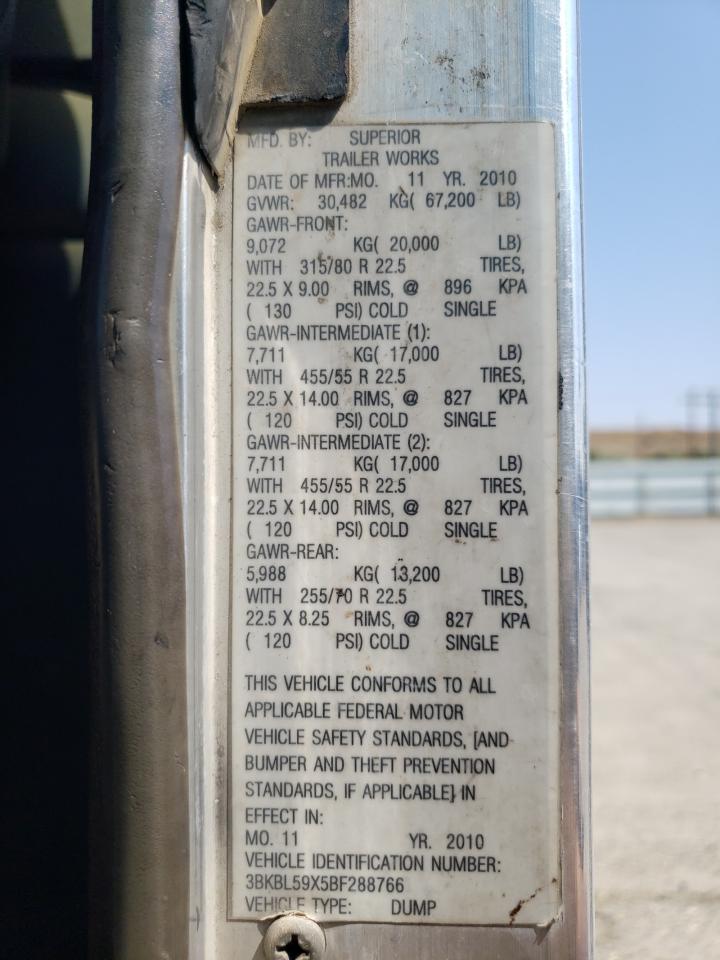 MFD. BY: SUPERIOR
TRAILER WORKS
DATE OF MFR:MO. 11 YR. 2010
GVWR: 30,482 KG( 67,200 LB)
GAWR-FRONT:
9,072 KG( 20,000 LB)
WITH 315/80 R 22.5 TIRES,
22.5 X 9.00 RIMS, @ 896 KPA
( 130 PSI) COLD SINGLE
GAWR-INTERMEDIATE (1):
7,711 KG( 17,000 LB)
WITH 455/55 R 22.5 TIRES,
22.5 X 14.00 RIMS, @ 827 KPA
( 120 PSI) COLD SINGLE
GAWR-INTERMEDIATE (2):
7,711 KG( 17,000 LB)
WITH 455/55 R 22.5 TIRES,
22.5 X 14.00 RIMS, @ 827 KPA
( 120 PSI) COLD SINGLE
GAWR-REAR:
5,988 KG( 13,200 LB)
WITH 255/70 R 22.5 TIRES,
22.5 X 8.25 RIMS, @ 827 KPA
( 120 PSI) COLD SINGLE
THIS VEHICLE CONFORMS TO ALL
APPLICABLE FEDERAL MOTOR
VEHICLE SAFETY STANDARDS, [AND
BUMPER AND THEFT PREVENTION
STANDARDS, IF APPLICABLE] IN
EFFECT IN:
MO. 11 YR. 2010
VEHICLE IDENTIFICATION NUMBER:
3BKBL59X5BF288766
VEHICLE TYPE: DUMP